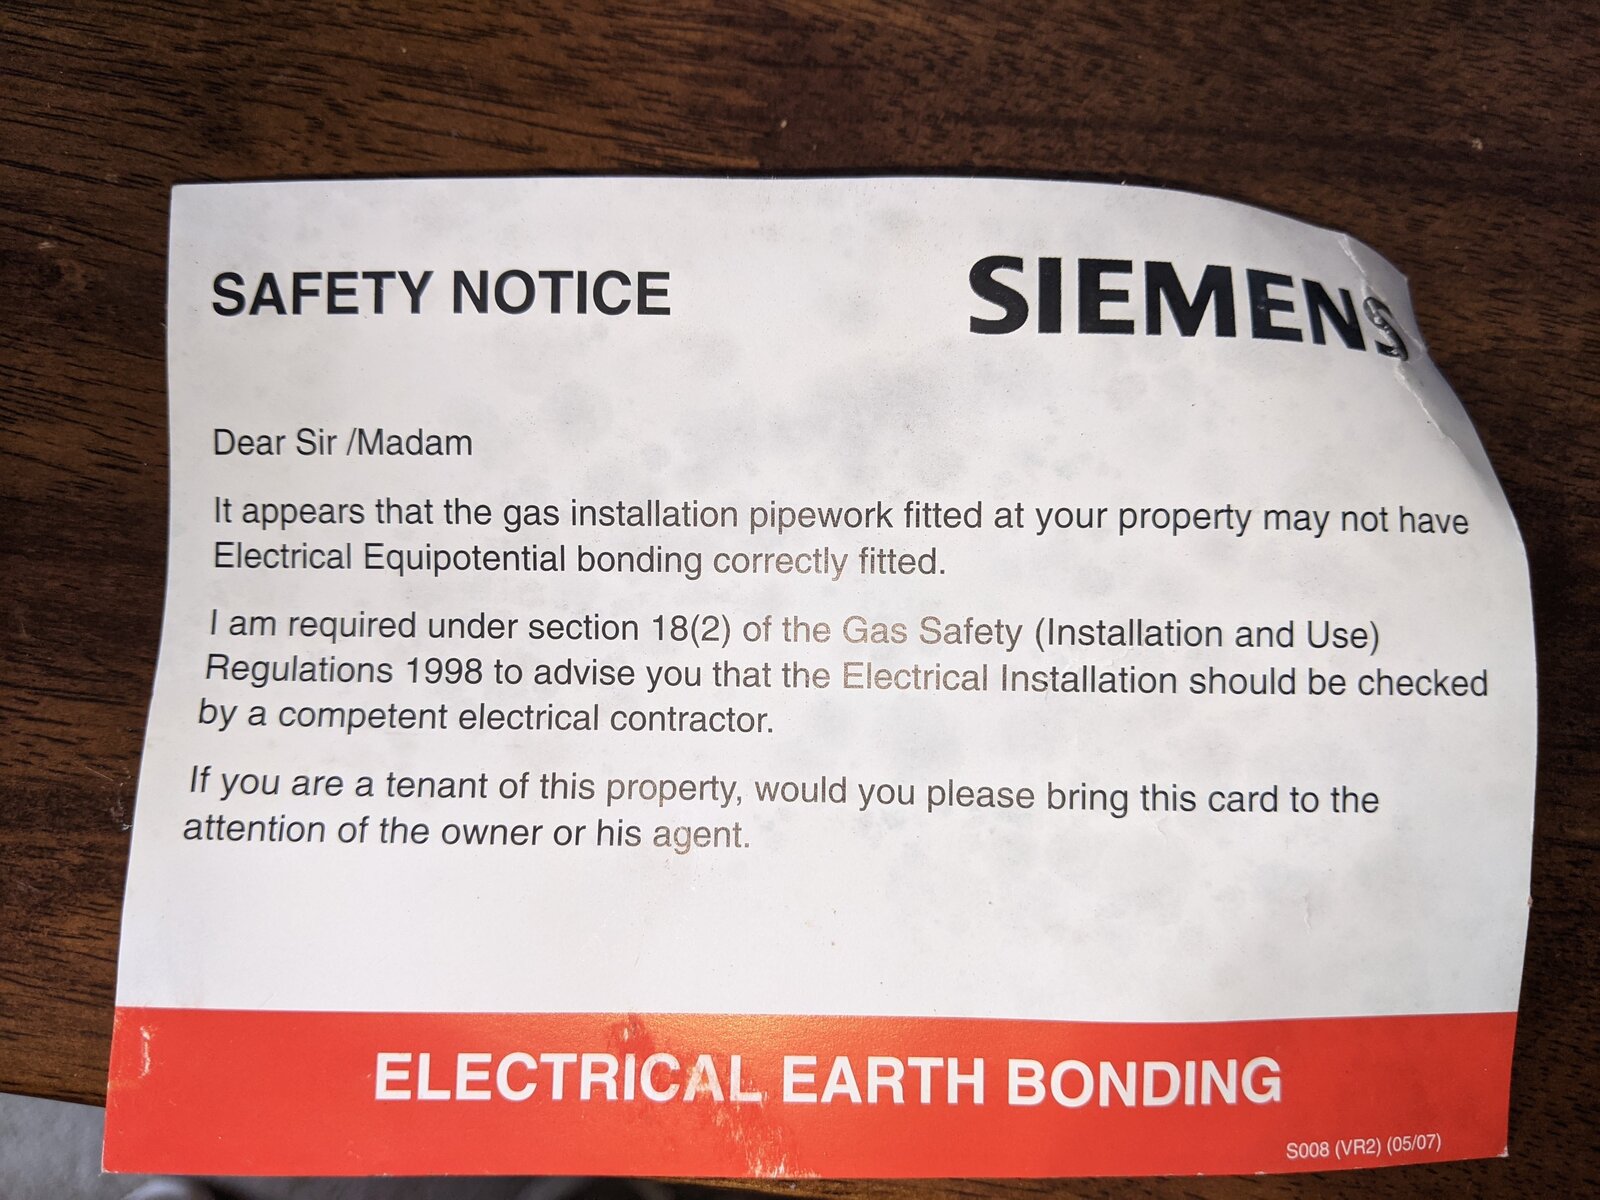 SAFETY NOTICE
SIEMENS
Dear Sir /Madam
It appears that the gas installation pipework fitted at your property may not have
Electrical Equipotential bonding correctly fitted.
I am required under section 18(2) of the Gas Safety (Installation and Use)
Regulations 1998 to advise you that the Electrical Installation should be checked
by a competent electrical contractor.
If you are a tenant of this property, would you please bring this card to the
attention of the owner or his agent.
ELECTRICAL EARTH BONDING
S008 (VR2) (05/07)